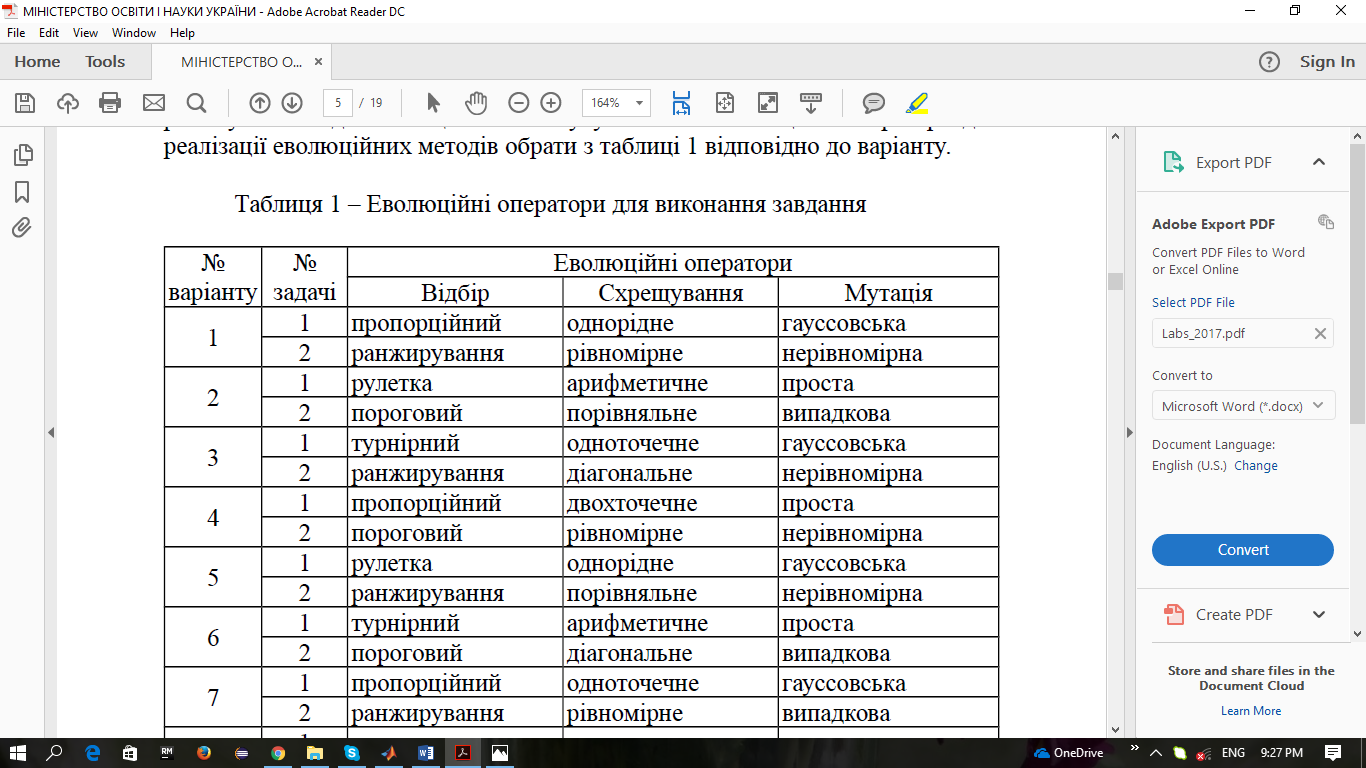 МІНІСТЕРСТВО ОСВІТИ І НАУКИ УКРАЇНИ - Adobe Acrobat Reader DC
File Edit View Window Help
Home Tools МІНІСТЕРСТВО О... × Sign In
5 / 19 164%
реалізації еволюційних методів обрати з таблиці 1 відповідно до варіанту.
Таблиця 1 – Еволюційні оператори для виконання завдання
№ варіанту № задачі Еволюційні оператори
Відбір Схрещування Мутація
1 1 пропорційний однорідне гауссовська
2 ранжирування рівномірне нерівномірна
2 1 рулетка арифметичне проста
2 пороговий порівняльне випадкова
3 1 турнірний одноточечне гауссовська
2 ранжирування діагональне нерівномірна
4 1 пропорційний двохточечне проста
2 пороговий рівномірне нерівномірна
5 1 рулетка однорідне гауссовська
2 ранжирування порівняльне нерівномірна
6 1 турнірний арифметичне проста
2 пороговий діагональне випадкова
7 1 пропорційний одноточечне гауссовська
2 ранжирування рівномірне випадкова
Export PDF
Adobe Export PDF
Convert PDF Files to Word
or Excel Online
Select PDF File
Labs_2017.pdf
Convert to
Microsoft Word (*.docx)
Document Language:
English (U.S.) Change
Convert
Create PDF
Store and share files in the
Document Cloud
Learn More
RM OneDrive ENG 9:27 PM